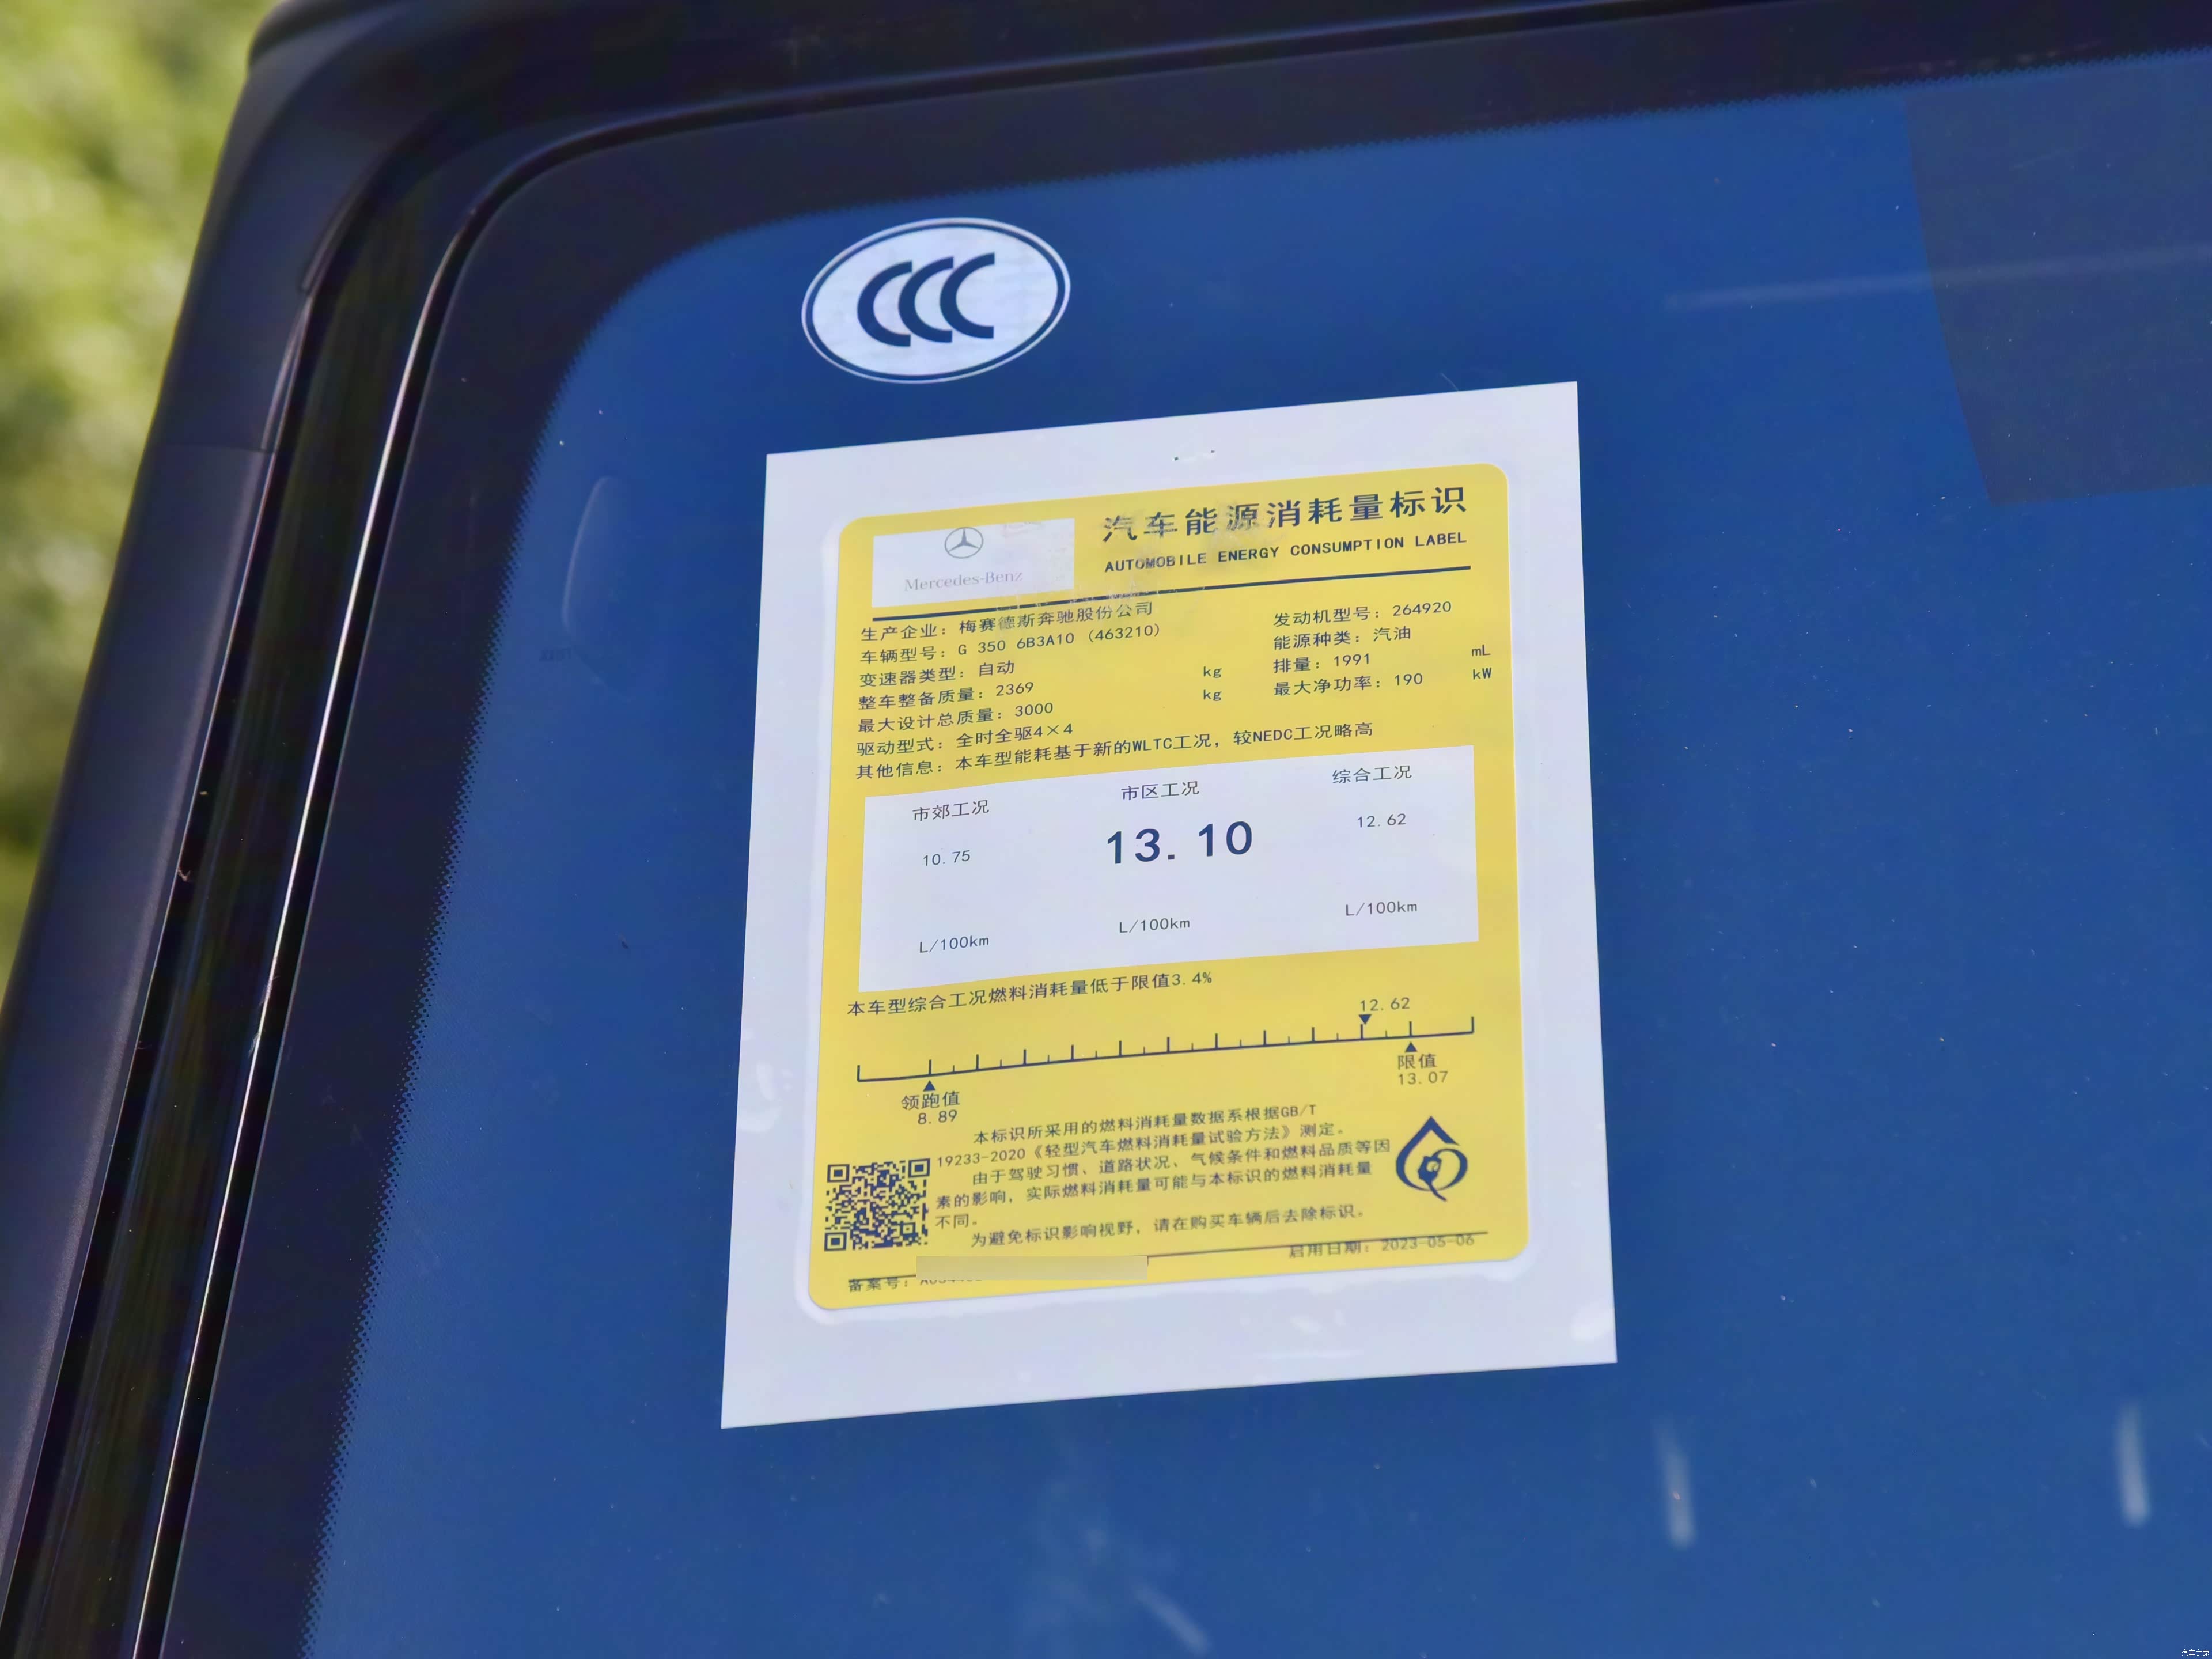 CCC
Mercedes-Benz
汽车能源消耗量标识
AUTOMOBILE ENERGY CONSUMPTION LABEL
生产企业：梅赛德斯奔驰股份公司
车辆型号：G 350 6B3A10 (463210)
变速器类型：自动
整车整备质量：2369 kg
最大设计总质量：3000 kg
驱动型式：全时全驱4×4
发动机型号：264920
能源种类：汽油
排量：1991 mL
最大净功率：190 kW
其他信息：本车型能耗基于新的WLTC工况，较NEDC工况略高
市郊工况 市区工况 综合工况
10.75 13.10 12.62
L/100km L/100km L/100km
本车型综合工况燃料消耗量低于限值3.4%
12.62
领跑值
8.89
限值
13.07
本标识所采用的燃料消耗量数据系根据GB/T
19233-2020《轻型汽车燃料消耗量试验方法》测定。
由于驾驶习惯、道路状况、气候条件和燃料品质等因
素的影响，实际燃料消耗量可能与本标识的燃料消耗量
不同。
为避免标识影响视野，请在购买车辆后去除标识。
备案号：
启用日期：2023-05-06
汽车之家